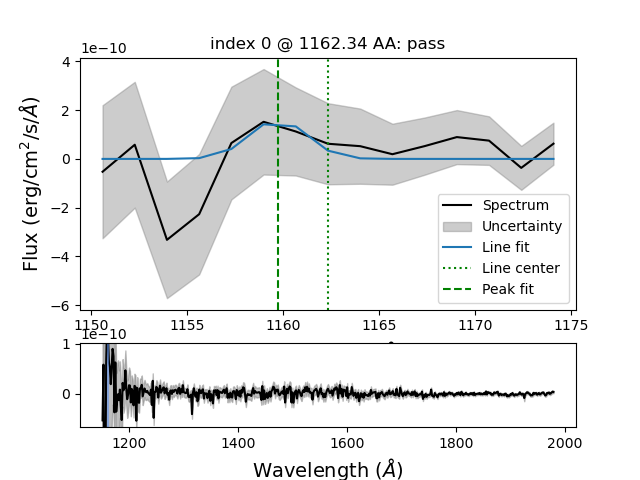 index 0 @ 1162.34 AA: pass
1e−10
4
2
0
−2
−4
−6
Flux (erg/cm²/s/Å)
Spectrum
Uncertainty
Line fit
Line center
Peak fit
1150 1155 1160 1165 1170 1175
1e−10
1
0
1200 1400 1600 1800 2000
Wavelength (Å)